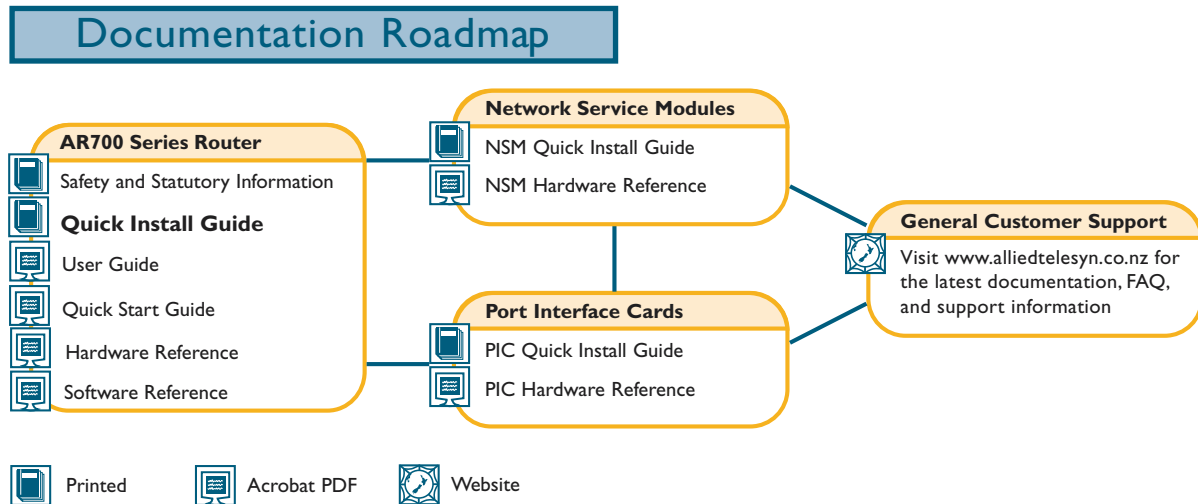 Documentation Roadmap
AR700 Series Router
Safety and Statutory Information
Quick Install Guide
User Guide
Quick Start Guide
Hardware Reference
Software Reference
Network Service Modules
NSM Quick Install Guide
NSM Hardware Reference
Port Interface Cards
PIC Quick Install Guide
PIC Hardware Reference
General Customer Support
Visit www.alliedtelesyn.co.nz for
the latest documentation, FAQ,
and support information
Printed
Acrobat PDF
Website